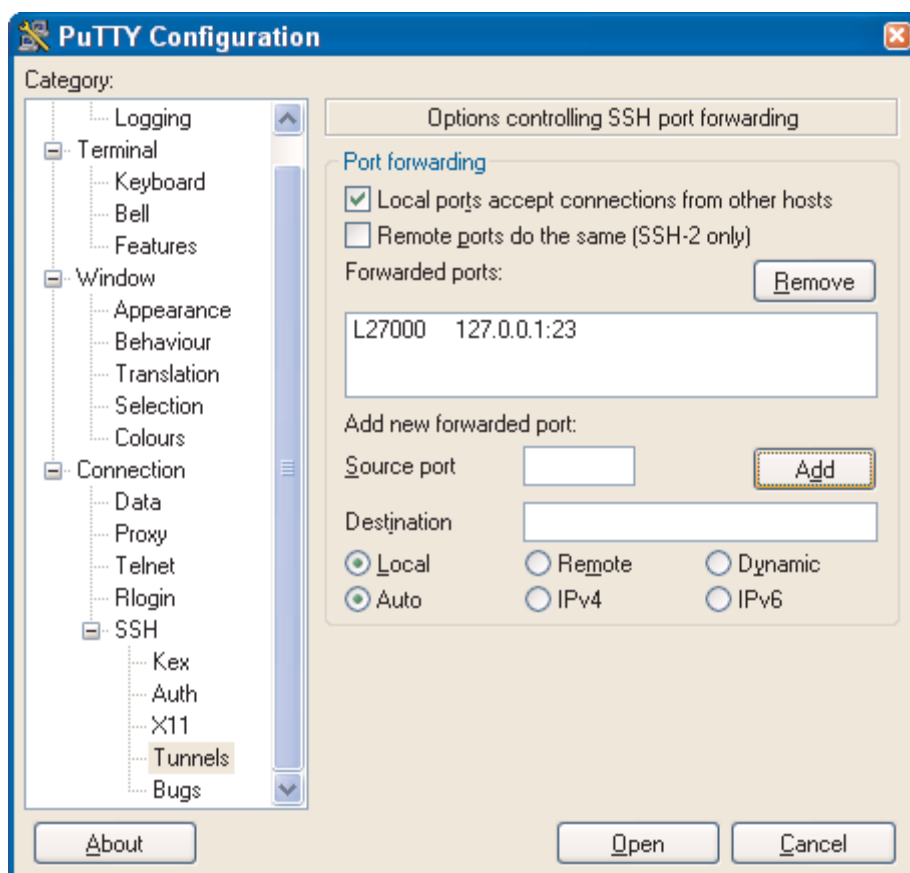 PuTTY Configuration
Category:
Logging
Terminal
Keyboard
Bell
Features
Window
Appearance
Behaviour
Translation
Selection
Colours
Connection
Data
Proxy
Telnet
Rlogin
SSH
Kex
Auth
X11
Tunnels
Bugs
Options controlling SSH port forwarding
Port forwarding
Local ports accept connections from other hosts
Remote ports do the same (SSH-2 only)
Forwarded ports:
Remove
L27000 127.0.0.1:23
Add new forwarded port:
Source port
Add
Destination
Local Remote Dynamic
Auto IPv4 IPv6
About
Open
Cancel